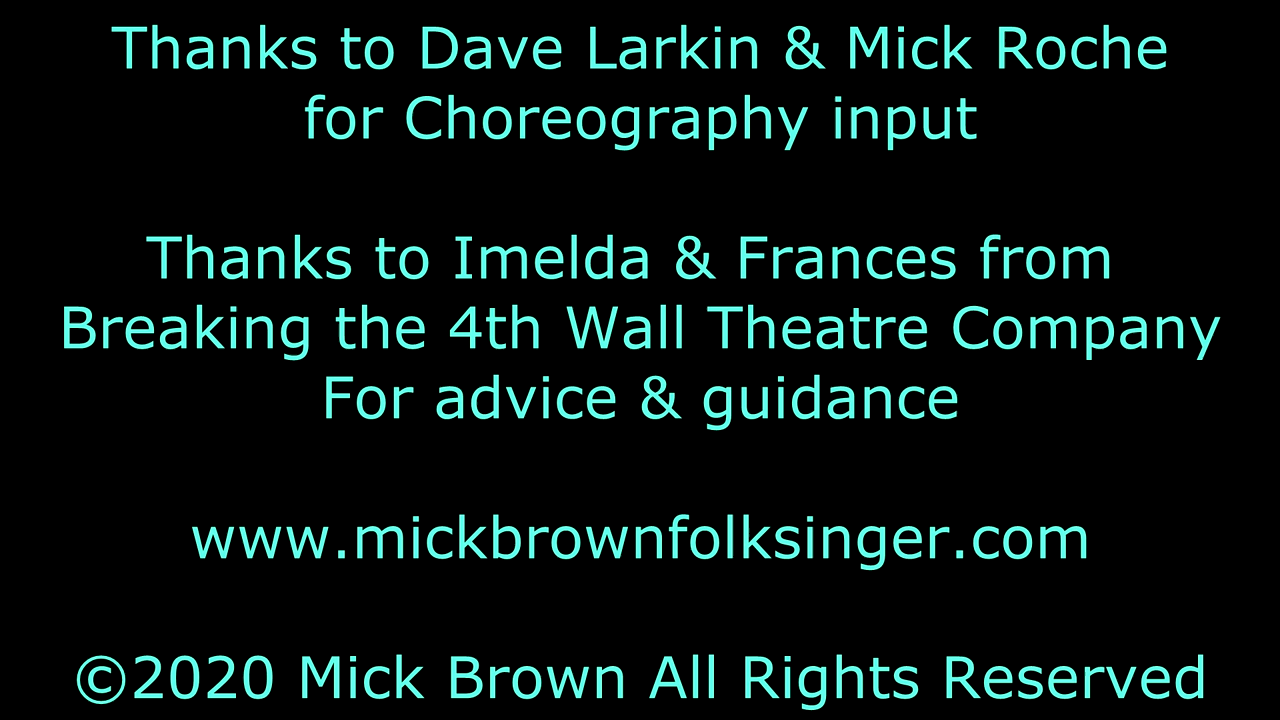 Thanks to Dave Larkin & Mick Roche
for Choreography input
Thanks to Imelda & Frances from
Breaking the 4th Wall Theatre Company
For advice & guidance
www.mickbrownfolksinger.com
©2020 Mick Brown All Rights Reserved